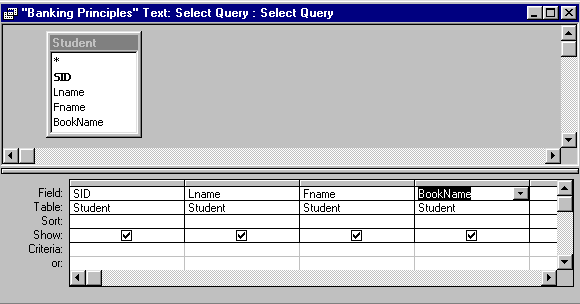 "Banking Principles" Text: Select Query : Select Query
Student
*
SID
Lname
Fname
BookName
Field: SID Lname Fname BookName
Table: Student Student Student Student
Sort:
Show:
Criteria:
or: